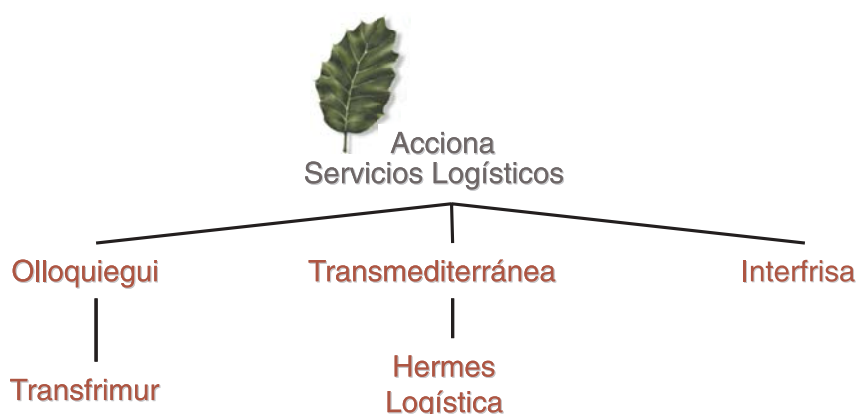 Acciona
Servicios Logísticos
Olloquiegui
Transmediterránea
Interfrisa
Transfrimur
Hermes
Logística